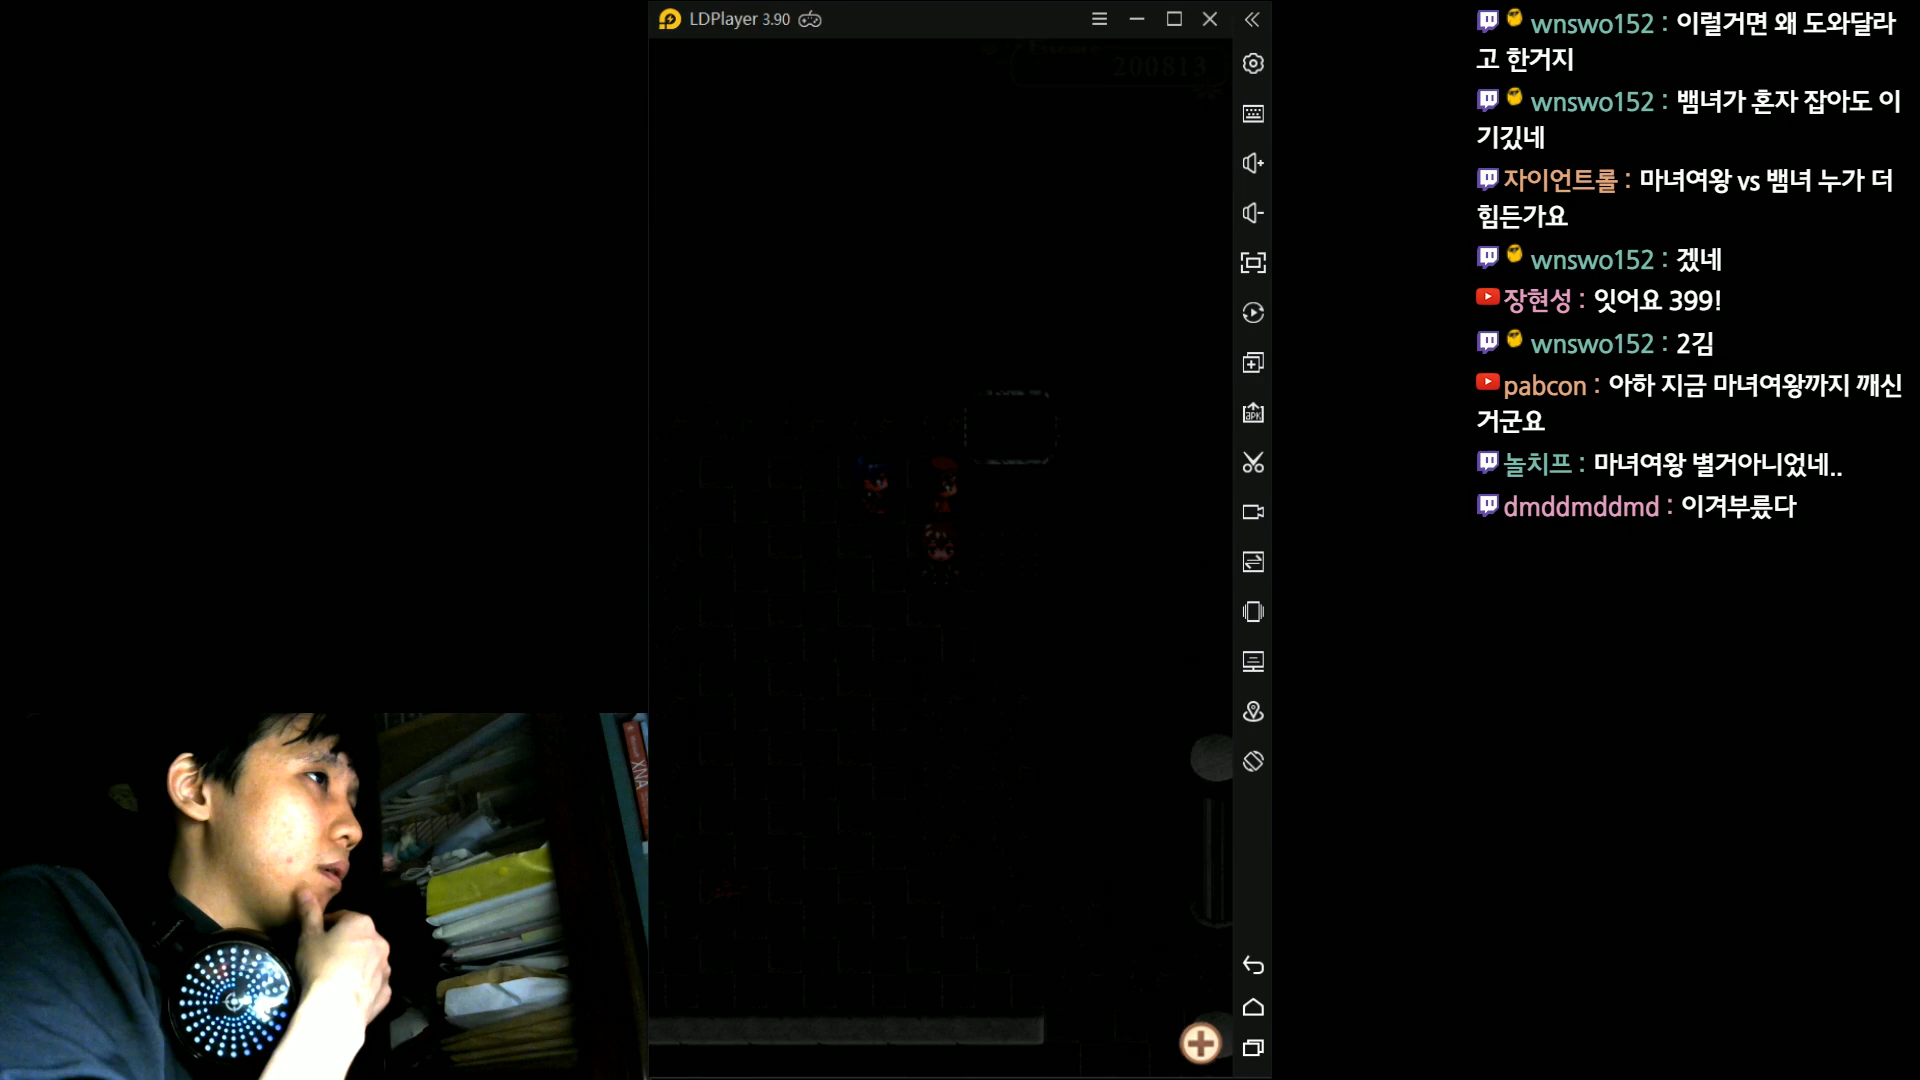 LDPlayer 3.90
200813
wnswo152 : 이럴거면 왜 도와달라
고 한거지
wnswo152 : 뱀녀가 혼자 잡아도 이
기깄네
자이언트롤 : 마녀여왕 vs 뱀녀 누가 더
힘든가요
wnswo152 : 겠네
장현성 : 잇어요 399!
wnswo152 : 2김
pabcon : 아하 지금 마녀여왕까지 깨신
거군요
놀치프 : 마녀여왕 별거아니었네..
dmddmddmd : 이겨부륬다
APK
XNA